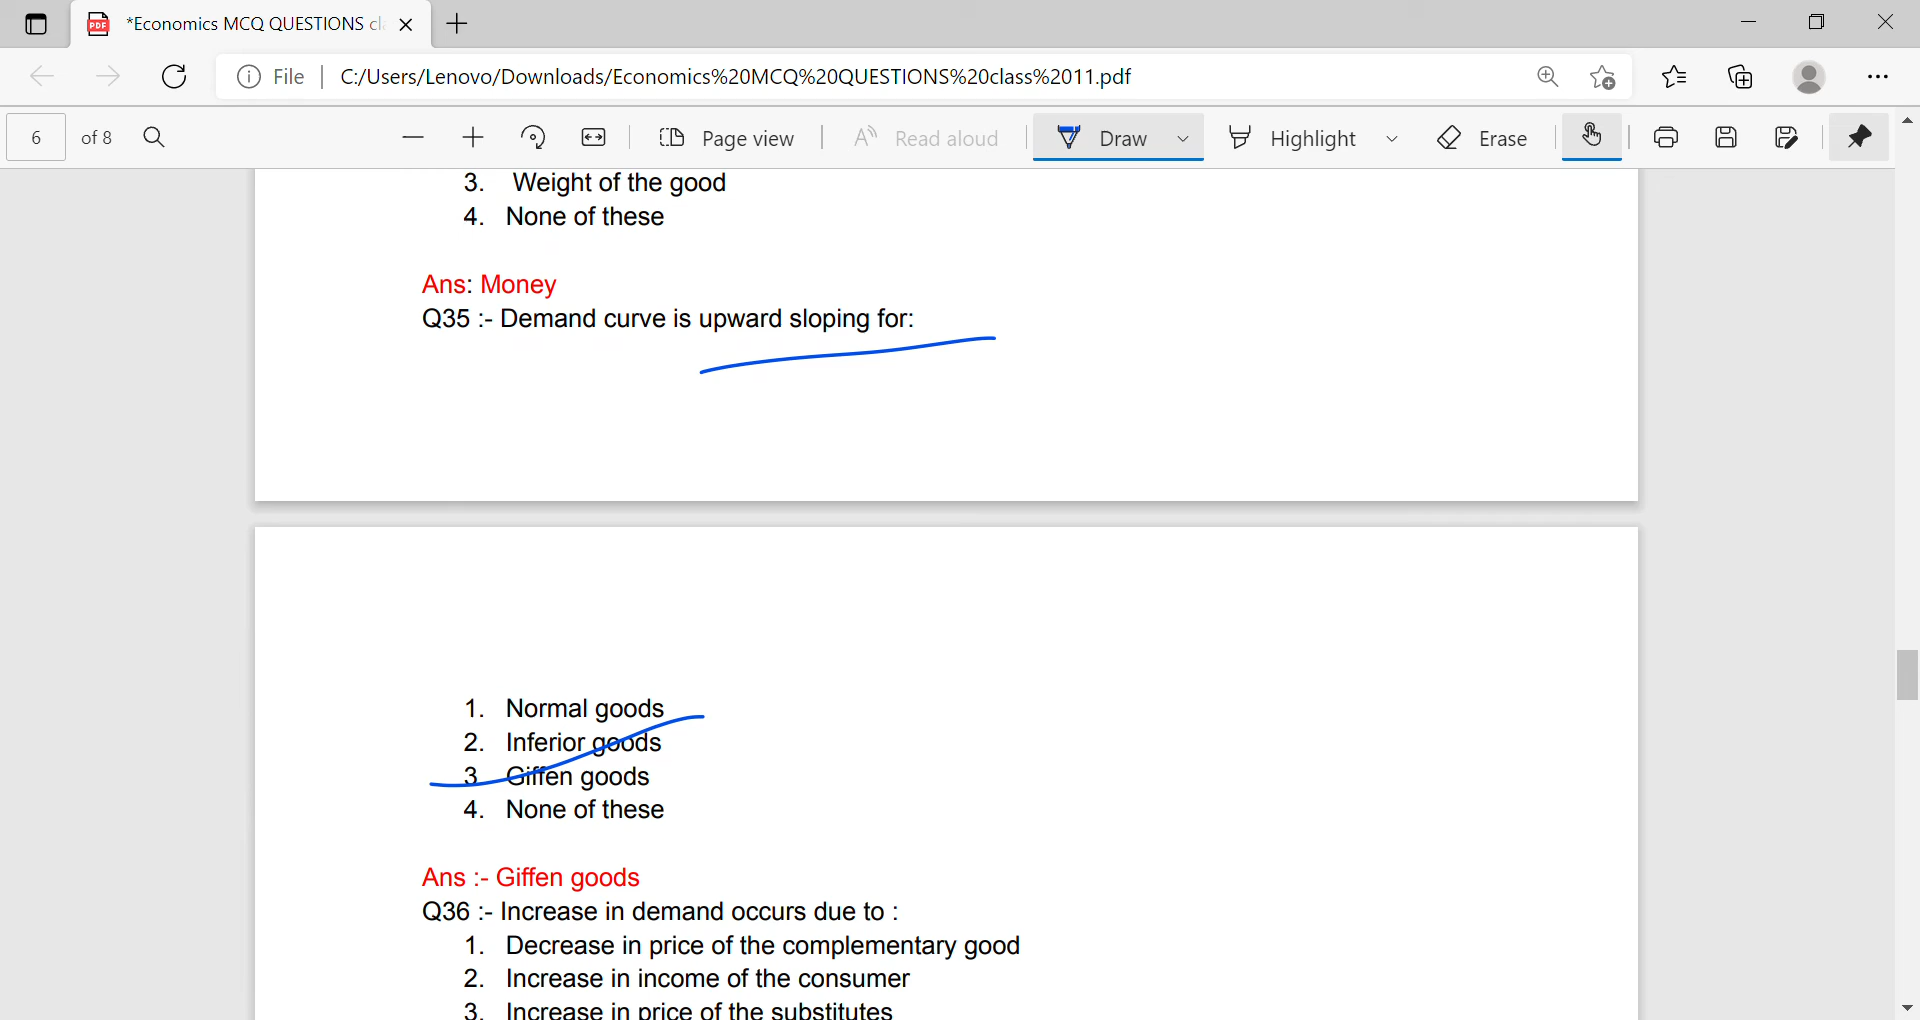 *Economics MCQ QUESTIONS cl
File
C:/Users/Lenovo/Downloads/Economics%20MCQ%20QUESTIONS%20class%2011.pdf
6 of 8
Page view
Read aloud
Draw
Highlight
Erase
3. Weight of the good
4. None of these
Ans: Money
Q35 :- Demand curve is upward sloping for:
1. Normal goods
2. Inferior goods
3. Giffen goods
4. None of these
Ans :- Giffen goods
Q36 :- Increase in demand occurs due to :
1. Decrease in price of the complementary good
2. Increase in income of the consumer
3. Increase in price of the substitutes